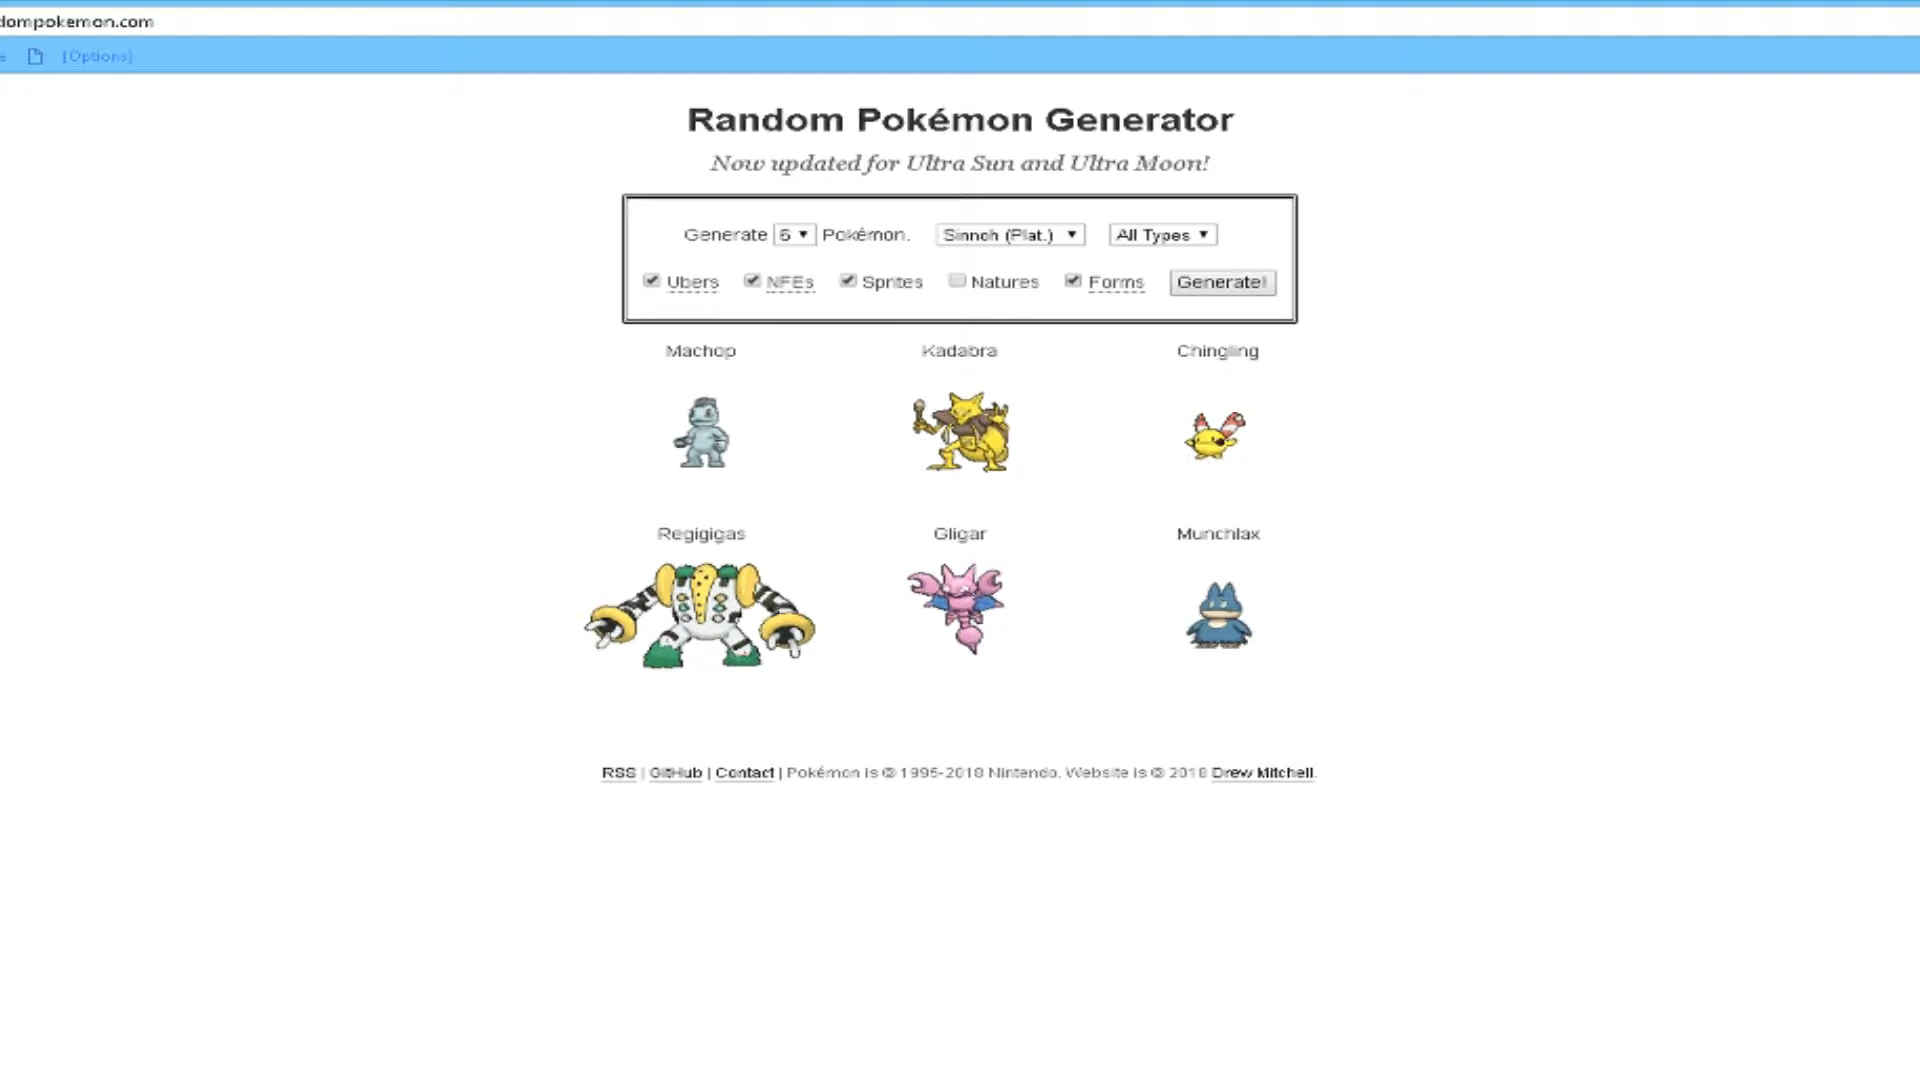 dompokemon.com
e [Options]
Random Pokémon Generator
Now updated for Ultra Sun and Ultra Moon!
Generate 6 Pokémon. Sinnoh (Plat.) All Types
Ubers NFEs Sprites Natures Forms Generate!
Machop Kadabra Chingling
Regigigas Gligar Munchlax
RSS | GitHub | Contact | Pokémon is © 1995-2018 Nintendo. Website is © 2018 Drew Mitchell.